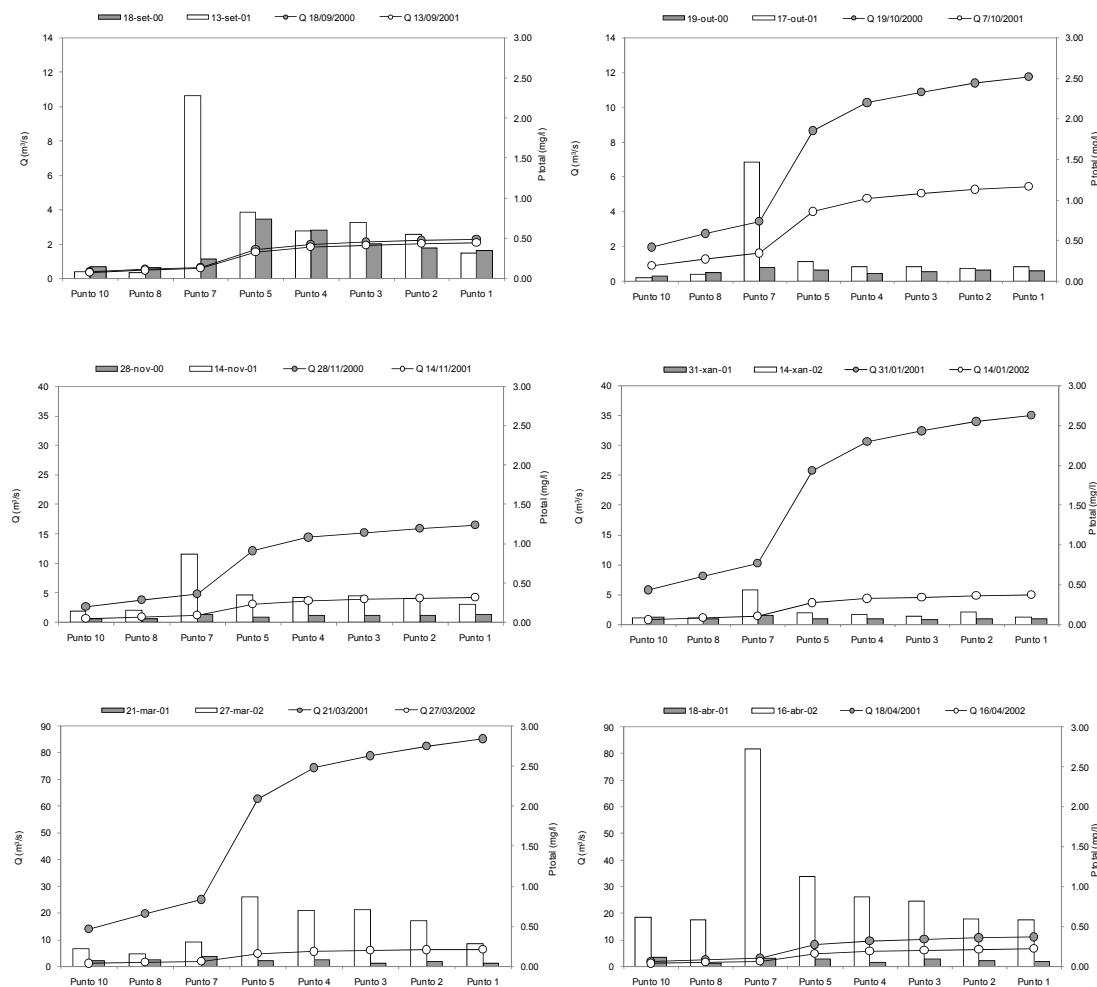 18-set-00 13-set-01 Q 18/09/2000 Q 13/09/2001
14 12 10 8 6 4 2 0
Q (m³/s)
3.00 2.50 2.00 1.50 1.00 0.50 0.00
P total (mg/l)
Punto 10 Punto 8 Punto 7 Punto 5 Punto 4 Punto 3 Punto 2 Punto 1
19-out-00 17-out-01 Q 19/10/2000 Q 7/10/2001
14 12 10 8 6 4 2 0
Q (m³/s)
3.00 2.50 2.00 1.50 1.00 0.50 0.00
P total (mg/l)
Punto 10 Punto 8 Punto 7 Punto 5 Punto 4 Punto 3 Punto 2 Punto 1
28-nov-00 14-nov-01 Q 28/11/2000 Q 14/11/2001
40 35 30 25 20 15 10 5 0
Q (m³/s)
3.00 2.50 2.00 1.50 1.00 0.50 0.00
P total (mg/l)
Punto 10 Punto 8 Punto 7 Punto 5 Punto 4 Punto 3 Punto 2 Punto 1
31-xan-01 14-xan-02 Q 31/01/2001 Q 14/01/2002
40 35 30 25 20 15 10 5 0
Q (m³/s)
3.00 2.50 2.00 1.50 1.00 0.50 0.00
P total (mg/l)
Punto 10 Punto 8 Punto 7 Punto 5 Punto 4 Punto 3 Punto 2 Punto 1
21-mar-01 27-mar-02 Q 21/03/2001 Q 27/03/2002
90 80 70 60 50 40 30 20 10 0
Q (m³/s)
3.00 2.50 2.00 1.50 1.00 0.50 0.00
P total (mg/l)
Punto 10 Punto 8 Punto 7 Punto 5 Punto 4 Punto 3 Punto 2 Punto 1
18-abr-01 16-abr-02 Q 18/04/2001 Q 16/04/2002
90 80 70 60 50 40 30 20 10 0
Q (m³/s)
3.00 2.50 2.00 1.50 1.00 0.50 0.00
P total (mg/l)
Punto 10 Punto 8 Punto 7 Punto 5 Punto 4 Punto 3 Punto 2 Punto 1